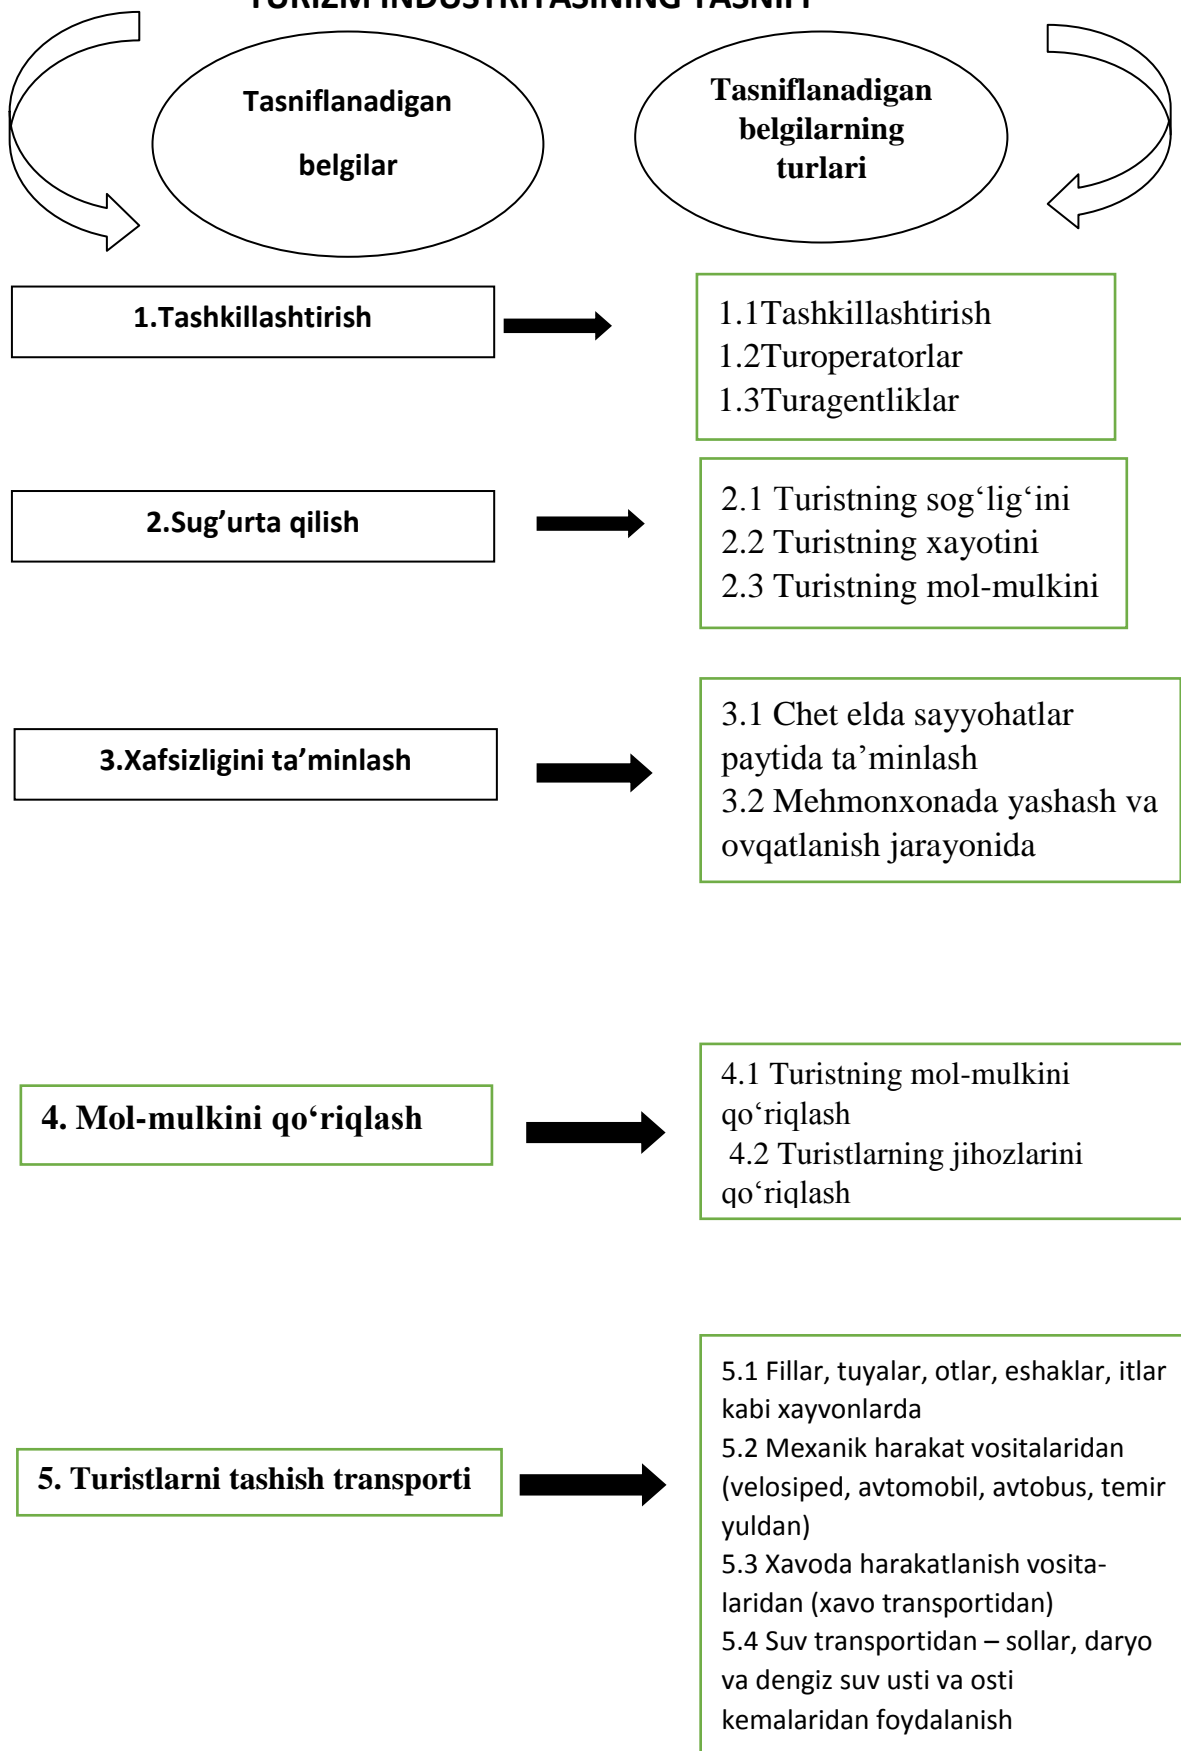 TURIZM INDUSTRIYASINING TASNIFI
Tasniflanadigan
belgilar
Tasniflanadigan
belgilarning
turlari
1.Tashkillashtirish
1.1Tashkillashtirish
1.2Turoperatorlar
1.3Turagentliklar
2.Sug’urta qilish
2.1 Turistning sog‘lig‘ini
2.2 Turistning xayotini
2.3 Turistning mol-mulkini
3.Xafsizligini ta’minlash
3.1 Chet elda sayyohatlar
paytida ta’minlash
3.2 Mehmonxonada yashash va
ovqatlanish jarayonida
4. Mol-mulkini qo‘riqlash
4.1 Turistning mol-mulkini
qo‘riqlash
4.2 Turistlarning jihozlarini
qo‘riqlash
5. Turistlarni tashish transporti
5.1 Fillar, tuyalar, otlar, eshaklar, itlar
kabi xayvonlarda
5.2 Mexanik harakat vositalaridan
(velosiped, avtomobil, avtobus, temir
yuldan)
5.3 Xavoda harakatlanish vosita-
laridan (xavo transportidan)
5.4 Suv transportidan – sollar, daryo
va dengiz suv usti va osti
kemalaridan foydalanish